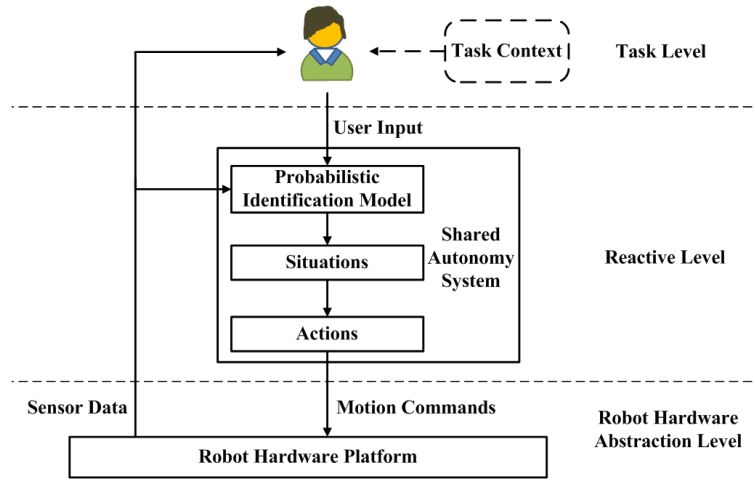 Task Context
Task Level
User Input
Probabilistic
Identification Model
Shared
Autonomy
System
Situations
Reactive Level
Actions
Sensor Data
Motion Commands
Robot Hardware
Abstraction Level
Robot Hardware Platform